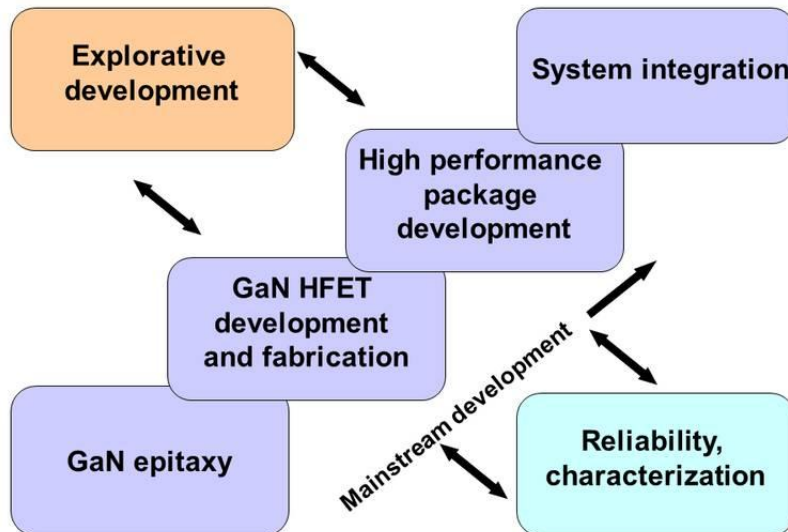 Explorative
development
System integration
High performance
package
development
GaN HFET
development
and fabrication
Mainstream development
GaN epitaxy
Reliability,
characterization